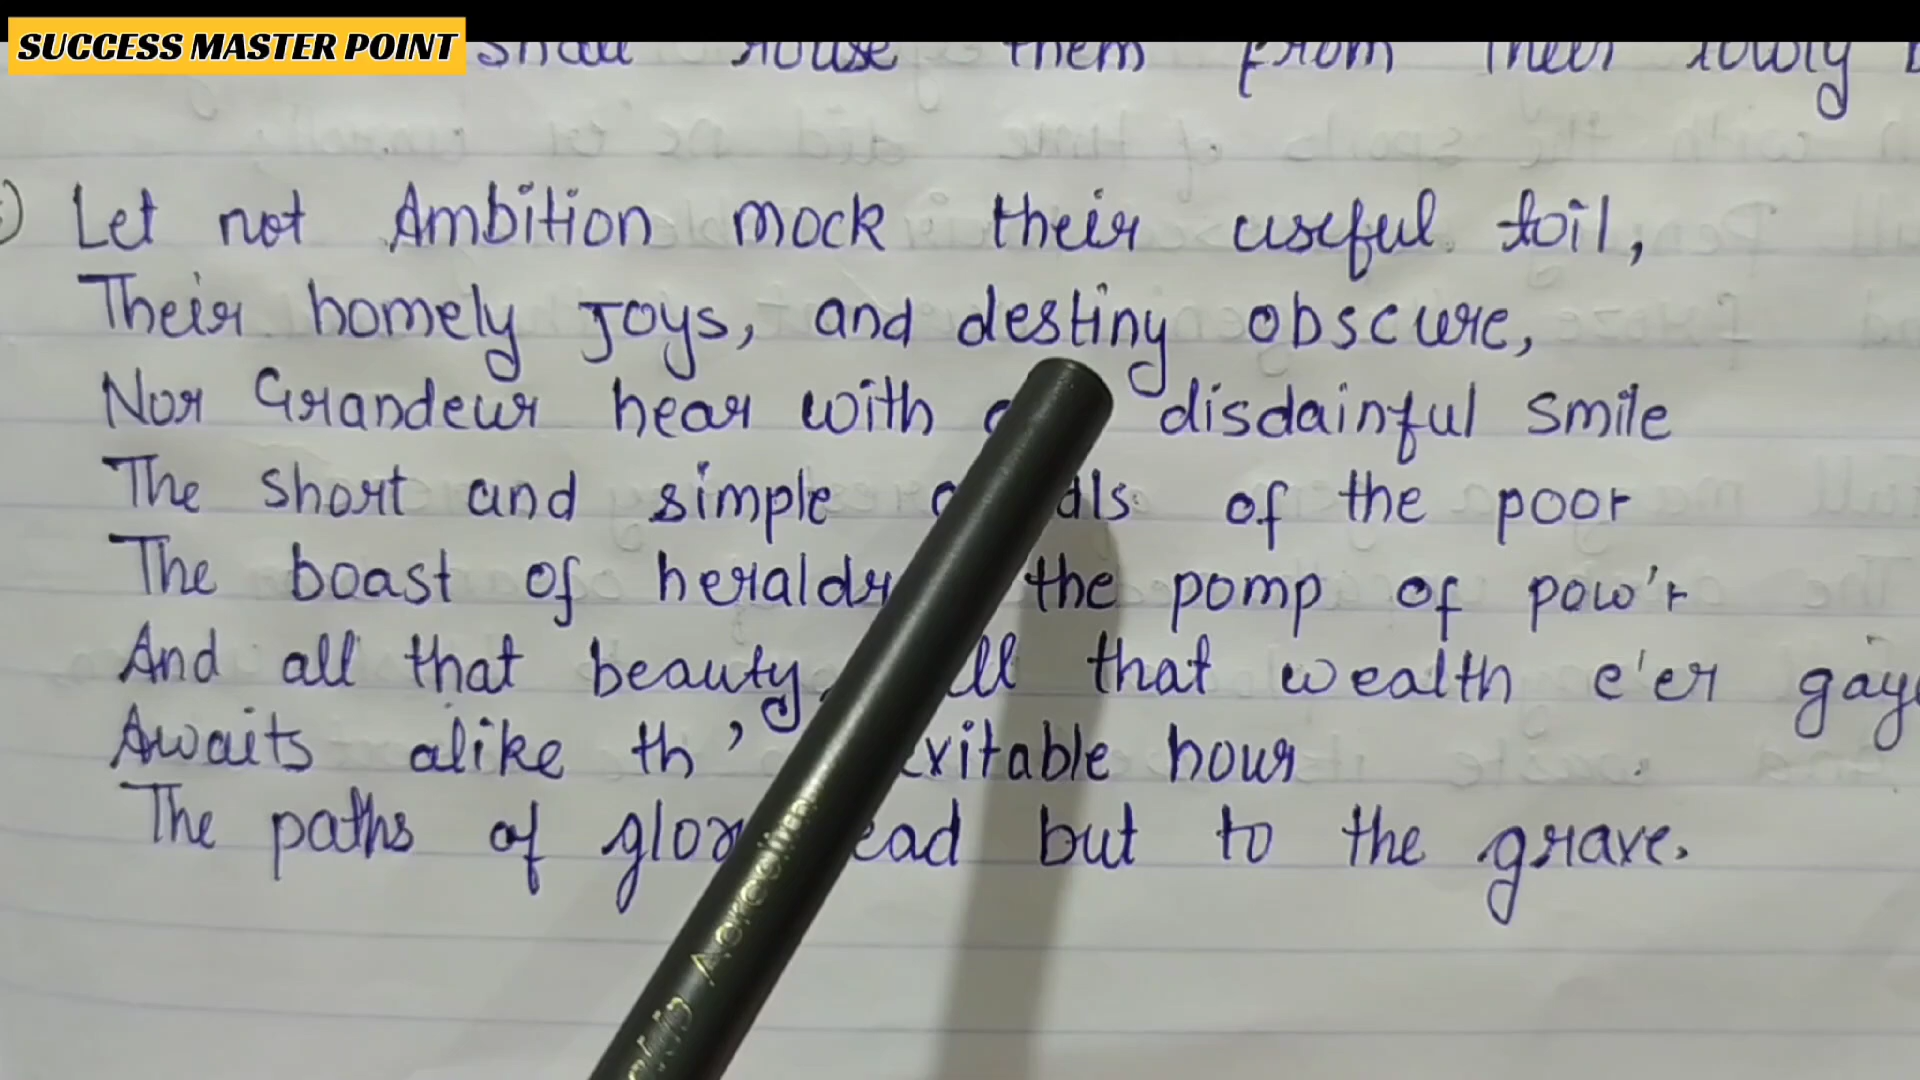 SUCCESS MASTER POINT
shall rouse them from their lowly
Let not Ambition mock their useful toil,
Their homely Joys, and destiny obscure,
Nor Grandeur hear with disdainful smile
The short and simple of the poor
The boast of the pomp of pow'r
And all that beauty, that wealth e'er
Awaits alike th' hour
The paths of but to the grave.